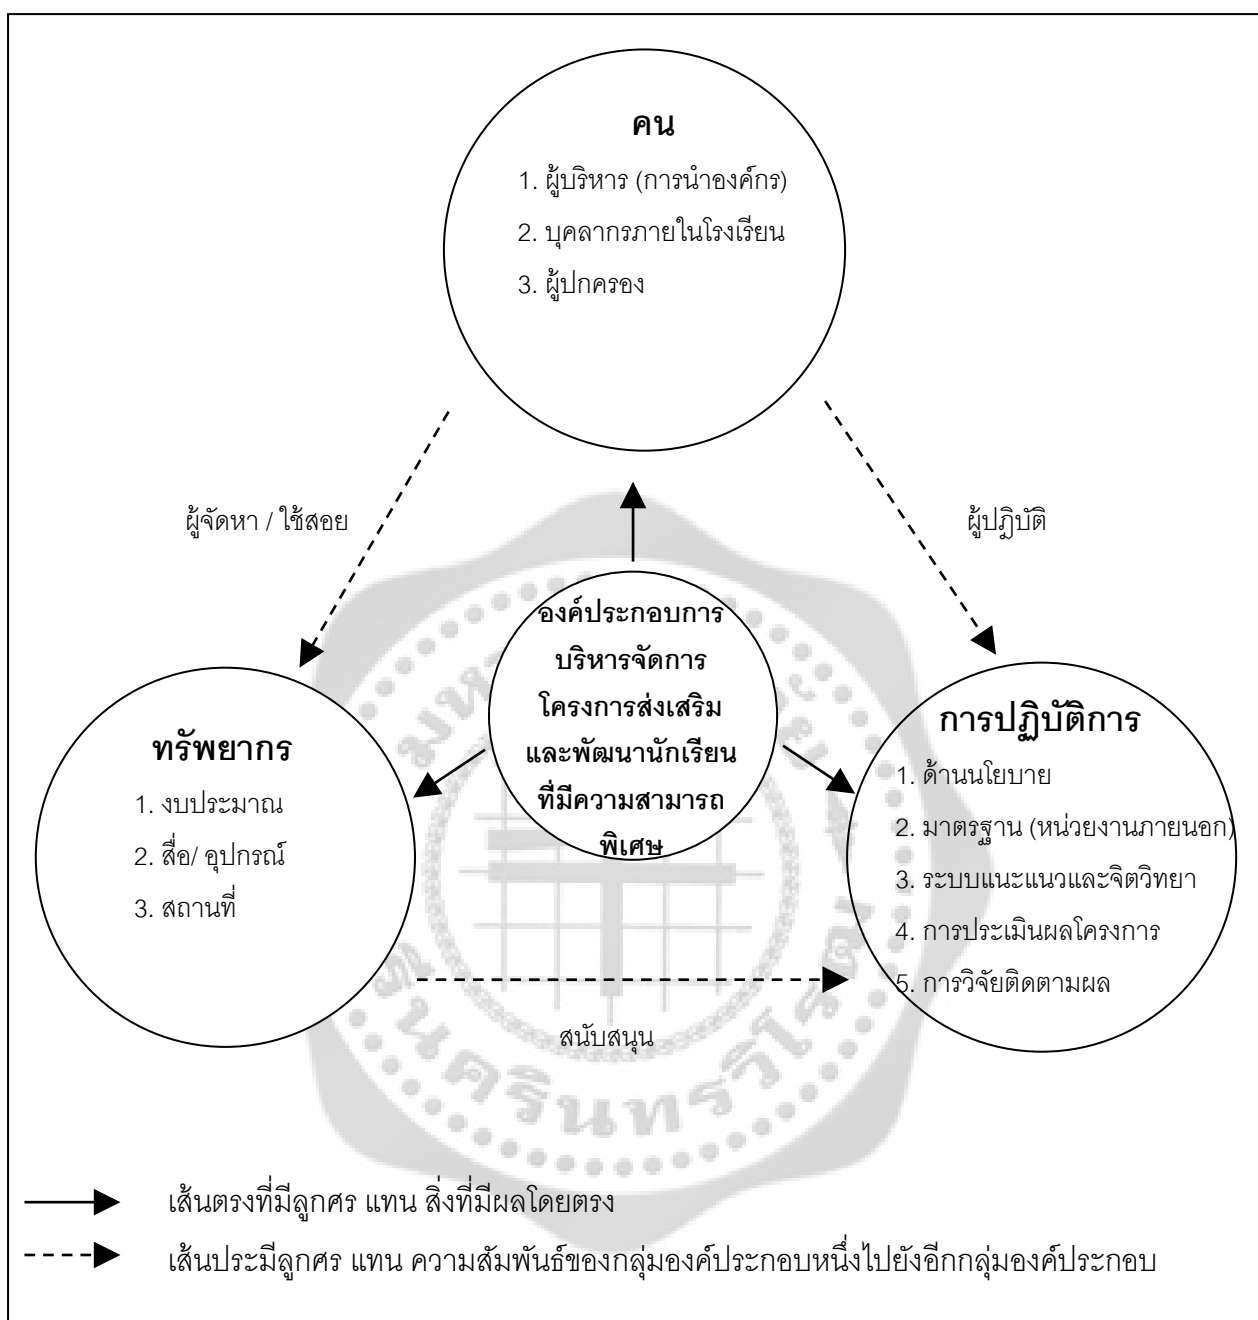 คน
1. ผู้บริหาร (การนำองค์กร)
2. บุคลากรภายในโรงเรียน
3. ผู้ปกครอง
ผู้จัดหา / ใช้สอย
ผู้ปฏิบัติ
องค์ประกอบการ
บริหารจัดการ
โครงการส่งเสริม
และพัฒนานักเรียน
ที่มีความสามารถ
พิเศษ
ทรัพยากร
1. งบประมาณ
2. สื่อ/ อุปกรณ์
3. สถานที่
การปฏิบัติการ
1. ด้านนโยบาย
2. มาตรฐาน (หน่วยงานภายนอก)
3. ระบบแนะแนวและจิตวิทยา
4. การประเมินผลโครงการ
5. การวิจัยติดตามผล
สนับสนุน
เส้นตรงที่มีลูกศร แทน สิ่งที่มีผลโดยตรง
เส้นประมีลูกศร แทน ความสัมพันธ์ของกลุ่มองค์ประกอบหนึ่งไปยังอีกกลุ่มองค์ประกอบ